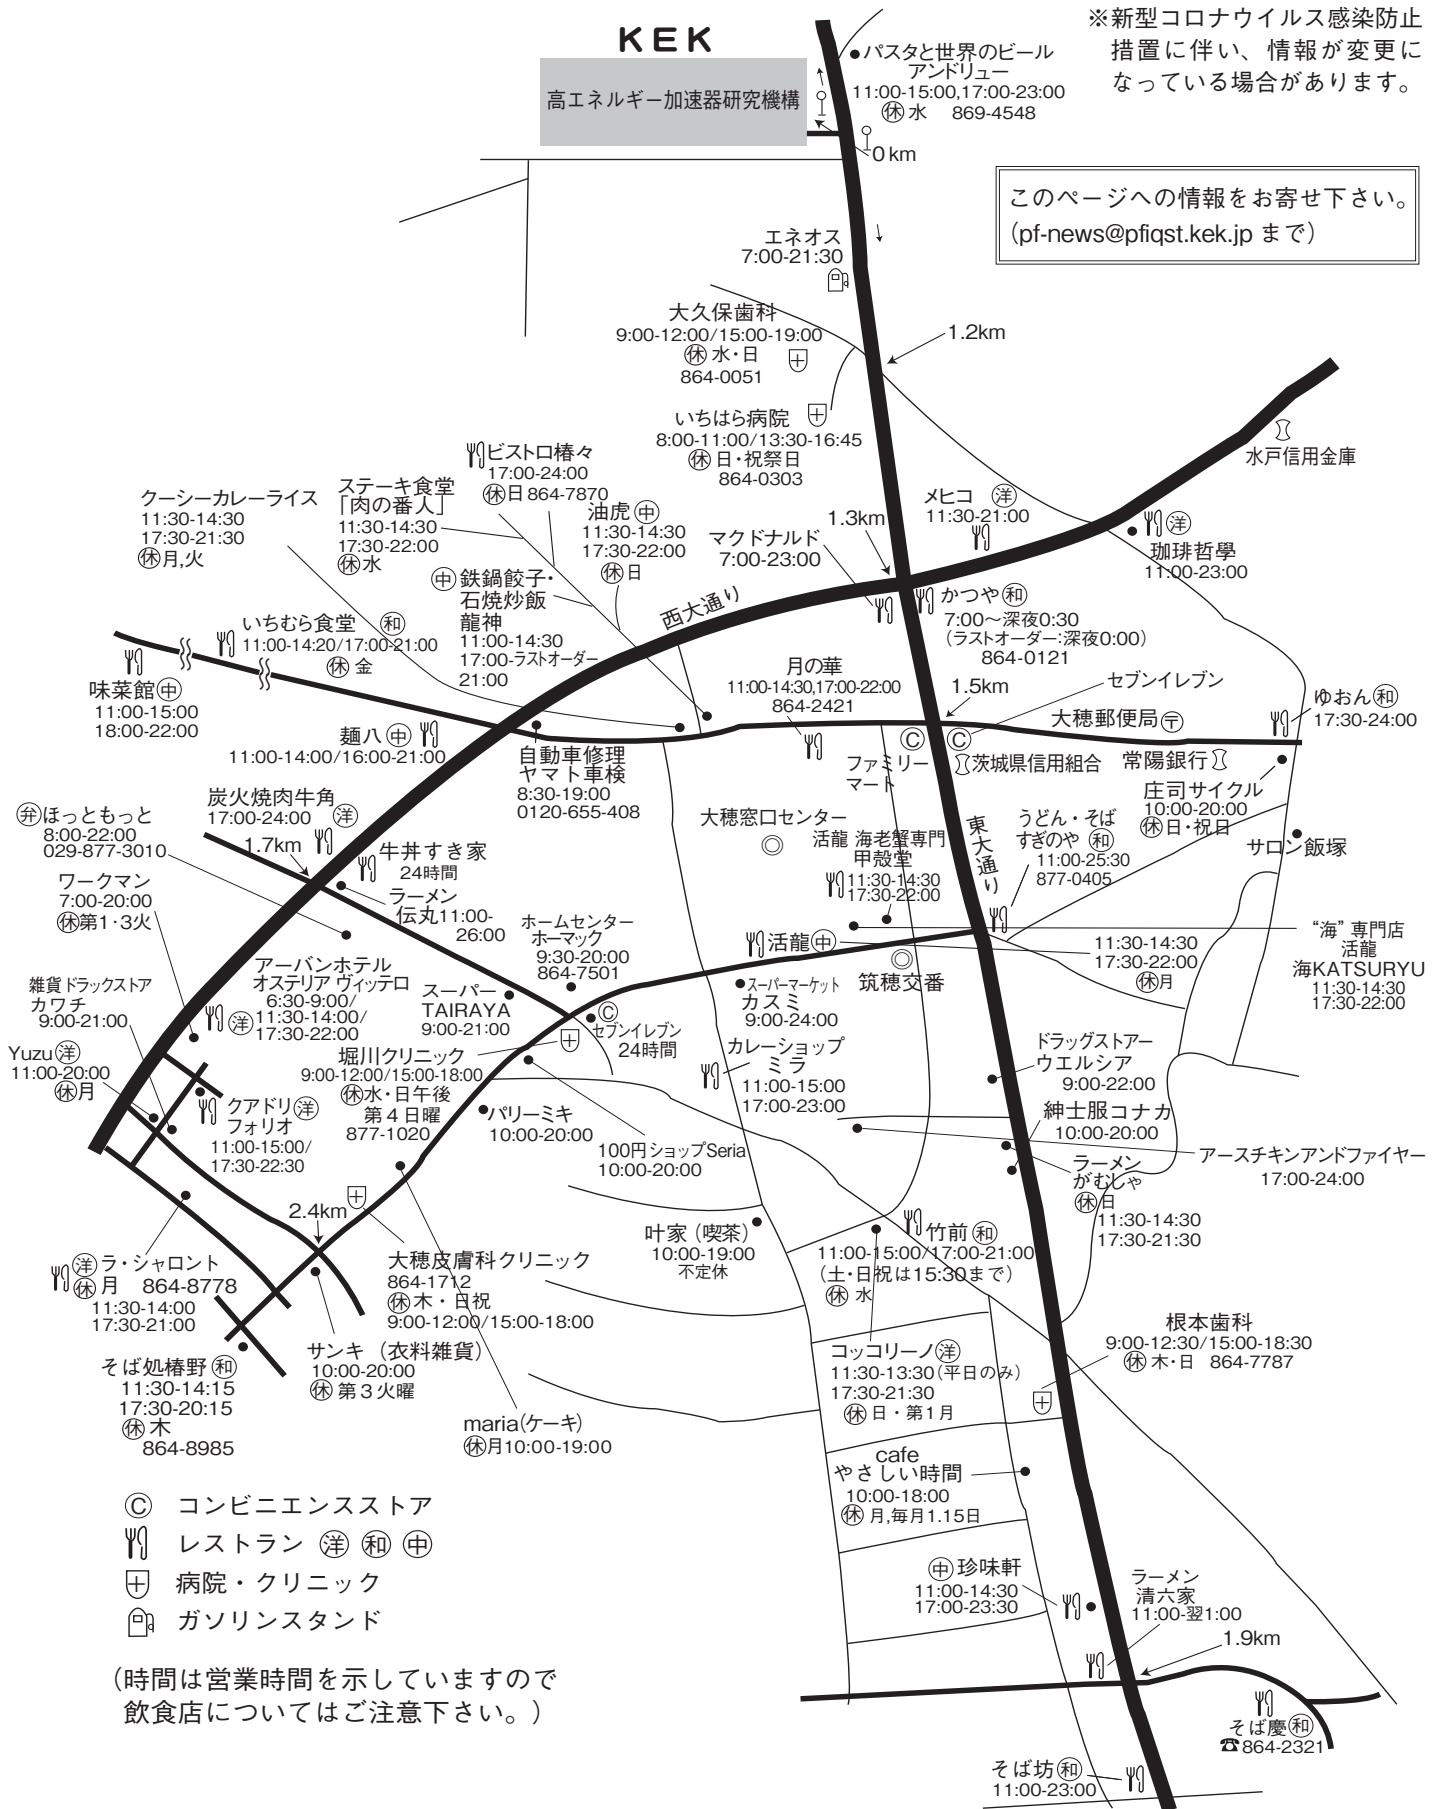 KEK
高エネルギー加速器研究機構
※新型コロナウイルス感染防止
措置に伴い、情報が変更に
なっている場合があります。
パスタと世界のビール
アンドリュー
11:00-15:00,17:00-23:00
㊡水 869-4548
0 km
このページへの情報をお寄せ下さい。
(pf-news@pfiqst.kek.jp まで)
エネオス
7:00-21:30
大久保歯科
9:00-12:00/15:00-19:00
㊡水・日
864-0051
1.2km
いちはら病院
8:00-11:00/13:30-16:45
㊡日・祝祭日
864-0303
水戸信用金庫
ビストロ椿々
17:00-24:00
㊡日 864-7870
ステーキ食堂
「肉の番人」
11:30-14:30
17:30-22:00
㊡水
クーシーカレーライス
11:30-14:30
17:30-21:30
㊡月,火
油虎 ㊥
11:30-14:30
17:30-22:00
㊡日
メヒコ 洋
11:30-21:00
1.3km
マクドナルド
7:00-23:00
洋
珈琲哲學
11:00-23:00
㊥鉄鍋餃子・
石焼炒飯
龍神
11:00-14:30
17:00-ラストオーダー
21:00
西大通り
かつや 和
7:00〜深夜0:30
(ラストオーダー:深夜0:00)
864-0121
いちむら食堂 和
11:00-14:20/17:00-21:00
㊡金
味菜館㊥
11:00-15:00
18:00-22:00
月の華
11:00-14:30,17:00-22:00
864-2421
1.5km
セブンイレブン
大穂郵便局〒
ゆおん 和
17:30-24:00
麺八㊥
11:00-14:00/16:00-21:00
自動車修理
ヤマト車検
8:30-19:00
0120-655-408
Ⓒ
ファミリー
マート
Ⓒ
茨城県信用組合
常陽銀行
庄司サイクル
10:00-20:00
㊡日・祝日
サロン飯塚
炭火焼肉牛角
17:00-24:00 洋
1.7km
弁ほっともっと
8:00-22:00
029-877-3010
牛丼すき家
24時間
ワークマン
7:00-20:00
㊡第1・3火
ラーメン
伝丸11:00-
26:00
大穂窓口センター
◎
活龍 海老蟹専門
甲殻堂
11:30-14:30
17:30-22:00
東大通り
うどん・そば
すぎのや 和
11:00-25:30
877-0405
ホームセンター
ホーマック
9:30-20:00
864-7501
活龍㊥
11:30-14:30
17:30-22:00
㊡月
“海”専門店
活龍
海KATSURYU
11:30-14:30
17:30-22:00
◎
筑穂交番
アーバンホテル
オステリア ヴィッテロ
6:30-9:00/
洋11:30-14:00/
17:30-22:00
スーパー
TAIRAYA
9:00-21:00
Ⓒ
セブンイレブン
24時間
スーパーマーケット
カスミ
9:00-24:00
雑貨 ドラックストア
カワチ
9:00-21:00
Yuzu 洋
11:00-20:00
㊡月
堀川クリニック
9:00-12:00/15:00-18:00
㊡水・日午後
第４日曜
877-1020
カレーショップ
ミラ
11:00-15:00
17:00-23:00
ドラッグストアー
ウエルシア
9:00-22:00
紳士服コナカ
10:00-20:00
クアドリ洋
フォリオ
11:00-15:00/
17:30-22:30
パリーミキ
10:00-20:00
100円ショップSeria
10:00-20:00
アースチキンアンドファイヤー
17:00-24:00
ラーメン
がむしゃ
㊡日
11:30-14:30
17:30-21:30
2.4km
叶家（喫茶）
10:00-19:00
不定休
竹前 和
11:00-15:00/17:00-21:00
(土・日祝は15:30まで)
㊡水
洋ラ・シャロント
㊡月 864-8778
11:30-14:00
17:30-21:00
大穂皮膚科クリニック
864-1712
㊡木・日祝
9:00-12:00/15:00-18:00
サンキ（衣料雑貨）
10:00-20:00
㊡第３火曜
そば処椿野 和
11:30-14:15
17:30-20:15
㊡木
864-8985
根本歯科
9:00-12:30/15:00-18:30
㊡木・日 864-7787
コッコリーノ洋
11:30-13:30(平日のみ)
17:30-21:30
㊡日・第１月
maria(ケーキ)
㊡月10:00-19:00
cafe
やさしい時間
10:00-18:00
㊡月,毎月1.15日
Ⓒ コンビニエンスストア
レストラン 洋 和 ㊥
病院・クリニック
ガソリンスタンド
㊥珍味軒
11:00-14:30
17:00-23:30
ラーメン
清六家
11:00-翌1:00
1.9km
(時間は営業時間を示していますので
飲食店についてはご注意下さい。)
そば慶 和
☎864-2321
そば坊 和
11:00-23:00